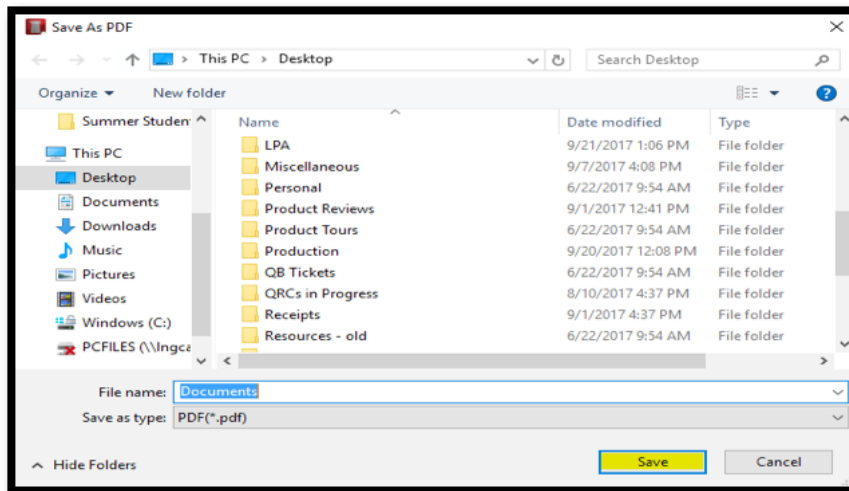 Save As PDF
This PC > Desktop
Search Desktop
Organize
New folder
Summer Studen
This PC
Desktop
Documents
Downloads
Music
Pictures
Videos
Windows (C:)
PCFILES (\\Ingca
Name Date modified Type
LPA 9/21/2017 1:06 PM File folder
Miscellaneous 9/7/2017 4:08 PM File folder
Personal 6/22/2017 9:54 AM File folder
Product Reviews 9/1/2017 12:41 PM File folder
Product Tours 6/22/2017 9:54 AM File folder
Production 9/20/2017 12:08 PM File folder
QB Tickets 6/22/2017 9:54 AM File folder
QRCs in Progress 8/10/2017 4:37 PM File folder
Receipts 9/1/2017 4:37 PM File folder
Resources - old 6/22/2017 9:54 AM File folder
File name: Documents
Save as type: PDF(*.pdf)
Hide Folders
Save
Cancel